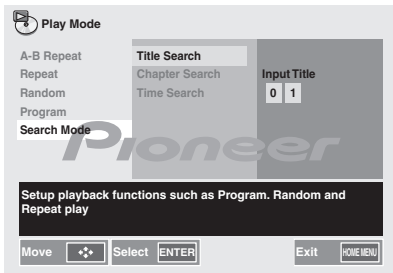 Play Mode
A-B Repeat
Repeat
Random
Program
Search Mode
Title Search
Chapter Search
Time Search
Input Title
0 1
Pioneer
Setup playback functions such as Program. Random and
Repeat play
Move Select ENTER Exit HOME MENU